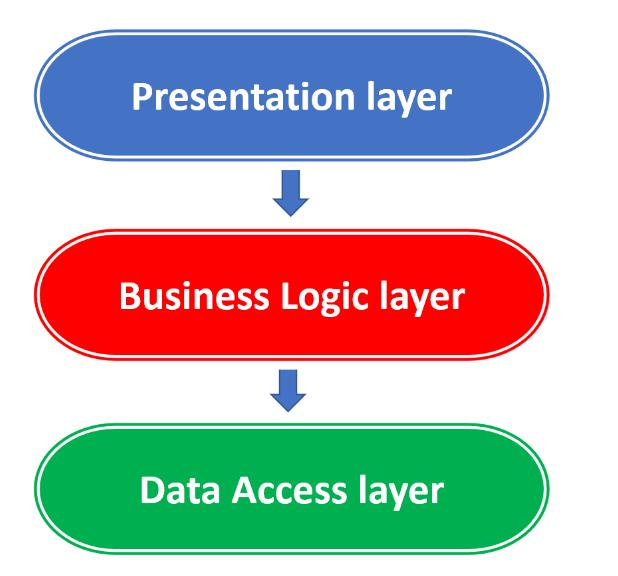 Presentation layer
Business Logic layer
Data Access layer